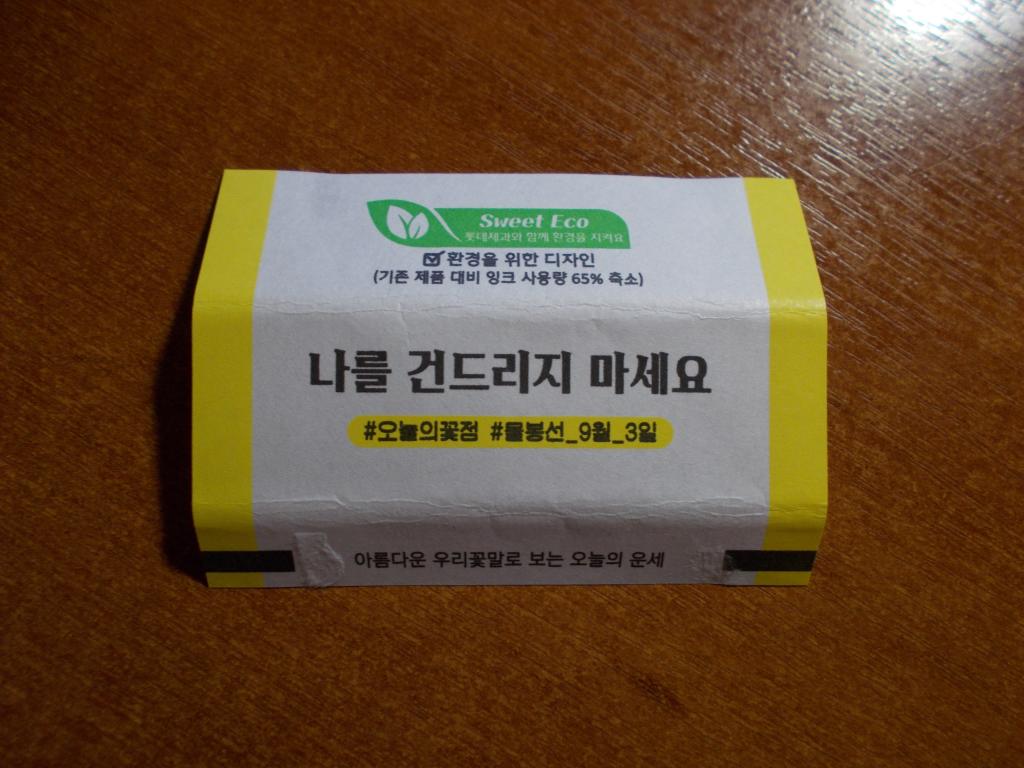 Sweet Eco
롯데제과와 함께 환경을 지켜요
환경을 위한 디자인
(기존 제품 대비 잉크 사용량 65% 축소)
나를 건드리지 마세요
#오늘의꽃점 #물봉선_9월_3일
아름다운 우리꽃말로 보는 오늘의 운세